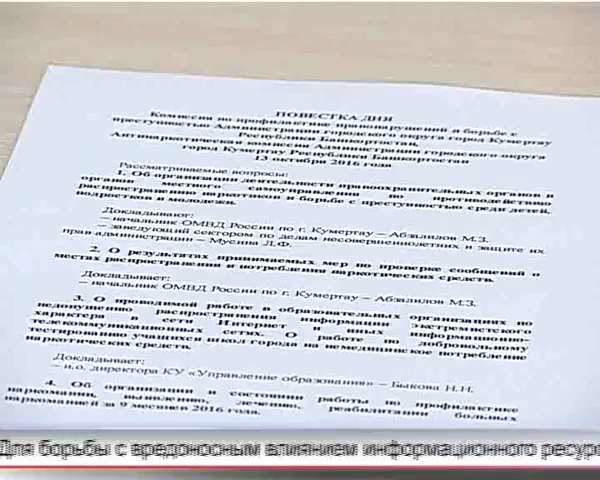 ПОВЕСТКА ДНЯ
Комиссии по профилактике правонарушений и борьбе с
преступностью Администрации городского округа город Кумертау
Республики Башкортостан,
Антинаркотическая комиссии Администрации городского округа
город Кумертау Республики Башкортостан
13 октября 2016 года
Рассматриваемые вопросы:
1. Об организации деятельности правоохранительных органов и
органов местного самоуправления по противодействию
распространению наркотиков и борьбе с преступностью среди детей,
подростков и молодежи.
Докладывают:
– начальник ОМВД России по г. Кумертау – Абзалилов М.З.
– заведующий сектором по делам несовершеннолетних и защите их
прав администрации – Мусина Л.Ф.
2. О результатах принимаемых мер по проверке сообщений о
местах распространения и потребления наркотических средств.
Докладывает:
– начальник ОМВД России по г. Кумертау – Абзалилов М.З.
3. О проводимой работе в образовательных организациях по
недопущению распространения информации экстремистского
характера в сети Интернет и иных информационно-
телекоммуникационных сетях. О работе по добровольному
тестированию учащихся школ города на немедицинское потребление
наркотических средств.
Докладывает:
– и.о. директора КУ «Управление образования» – Быкова Н.Н.
4. Об организации и состоянии работы по профилактике
наркомании, выявлению, лечению, реабилитации больных
наркоманией за 9 месяцев 2016 года.
Для борьбы с вредоносным влиянием информационного ресурс